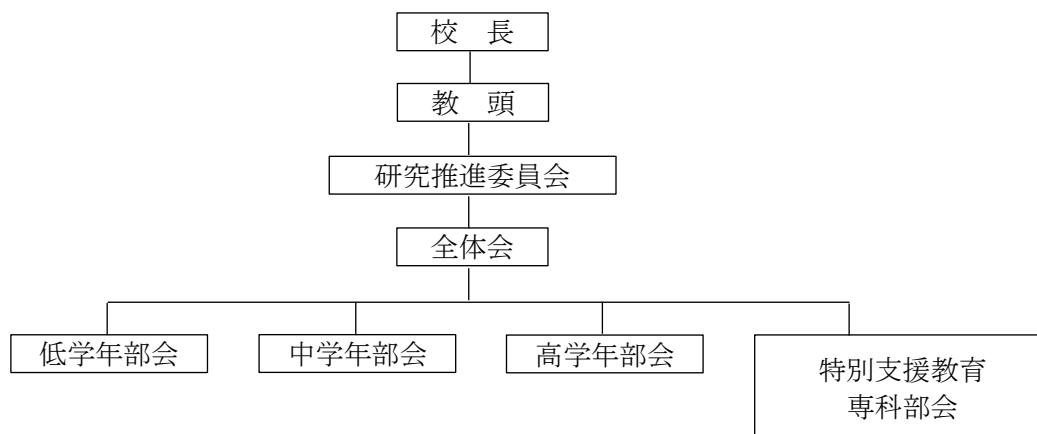 校　長
教　頭
研究推進委員会
全体会
低学年部会
中学年部会
高学年部会
特別支援教育
専科部会